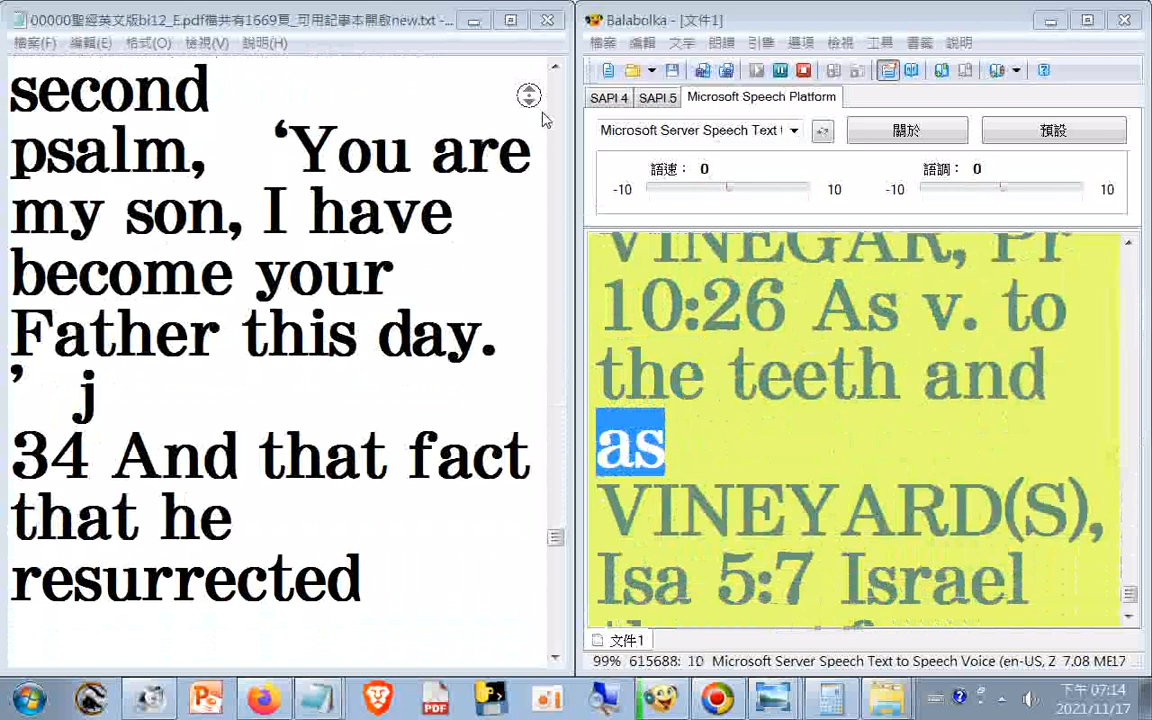 00000聖經英文版bi12_E.pdf檔共有1669頁_可用記事本開啟new.txt -...
檔案(F) 編輯(E) 格式(O) 檢視(V) 說明(H)
second
psalm, ‘You are
my son, I have
become your
Father this day.
’ j
34 And that fact
that he
resurrected
Balabolka - [文件1]
檔案 編輯 文字 朗讀 引擎 選項 檢視 工具 書籤 說明
SAPI 4 SAPI 5 Microsoft Speech Platform
Microsoft Server Speech Text 關於 預設
語速： 0 語調： 0
-10 10 -10 10
VINEGAR, Pr
10:26 As v. to
the teeth and
as
VINEYARD(S),
Isa 5:7 Israel
文件1
99% 615688: 10 Microsoft Server Speech Text to Speech Voice (en-US, Z 7.08 ME17
PDF
下午 07:14
2021/11/17